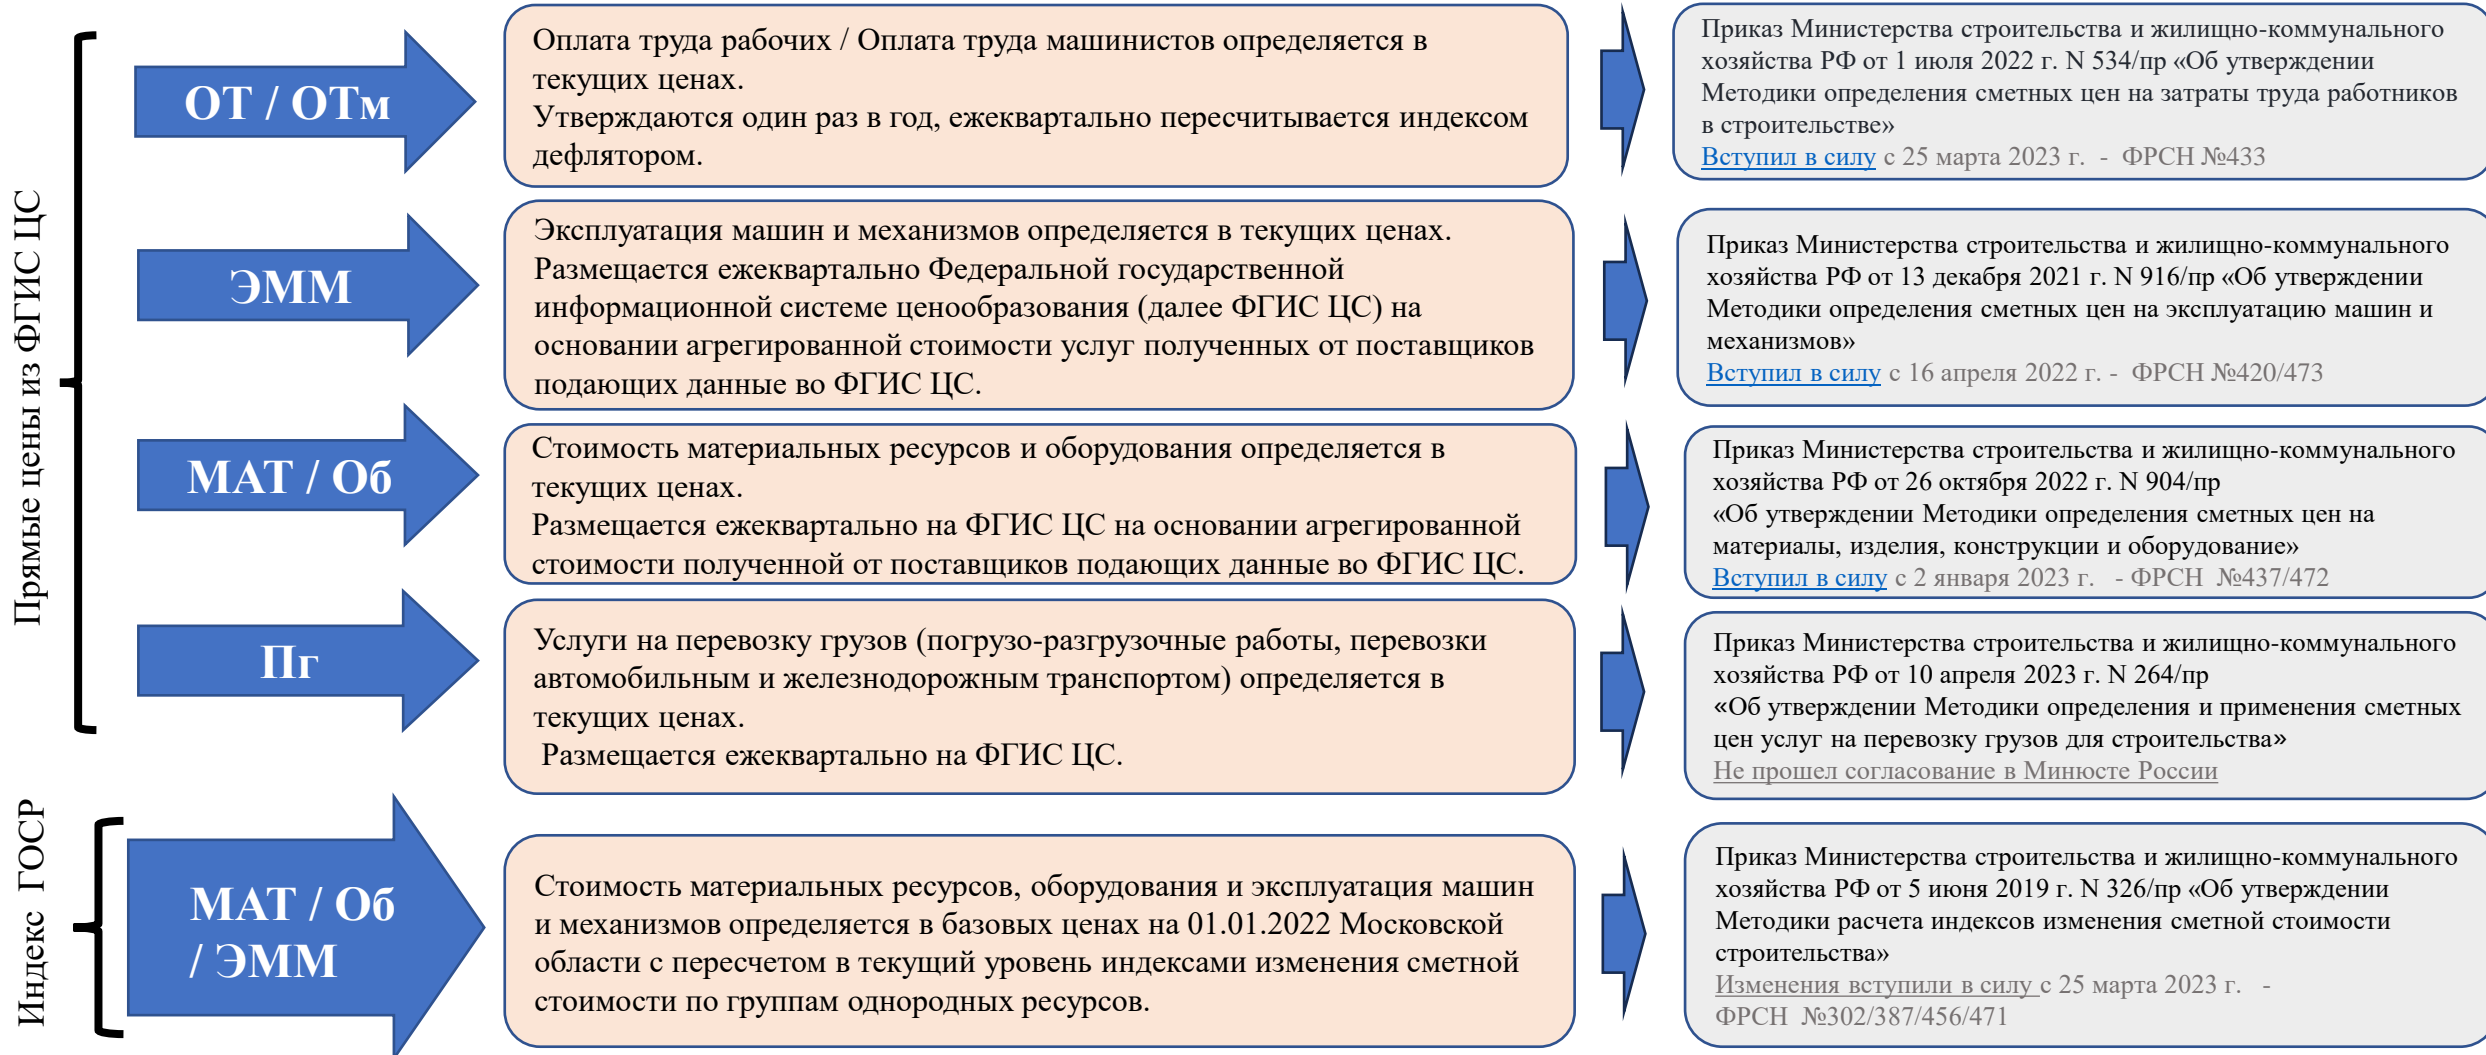 Прямые цены из ФГИС ЦС
ОТ / ОТм
Оплата труда рабочих / Оплата труда машинистов определяется в
текущих ценах.
Утверждаются один раз в год, ежеквартально пересчитывается индексом
дефлятором.
Приказ Министерства строительства и жилищно-коммунального
хозяйства РФ от 1 июля 2022 г. N 534/пр «Об утверждении
Методики определения сметных цен на затраты труда работников
в строительстве»
Вступил в силу с 25 марта 2023 г. - ФРСН №433
ЭММ
Эксплуатация машин и механизмов определяется в текущих ценах.
Размещается ежеквартально Федеральной государственной
информационной системе ценообразования (далее ФГИС ЦС) на
основании агрегированной стоимости услуг полученных от поставщиков
подающих данные во ФГИС ЦС.
Приказ Министерства строительства и жилищно-коммунального
хозяйства РФ от 13 декабря 2021 г. N 916/пр «Об утверждении
Методики определения сметных цен на эксплуатацию машин и
механизмов»
Вступил в силу с 16 апреля 2022 г. - ФРСН №420/473
МАТ / Об
Стоимость материальных ресурсов и оборудования определяется в
текущих ценах.
Размещается ежеквартально на ФГИС ЦС на основании агрегированной
стоимости полученной от поставщиков подающих данные во ФГИС ЦС.
Приказ Министерства строительства и жилищно-коммунального
хозяйства РФ от 26 октября 2022 г. N 904/пр
«Об утверждении Методики определения сметных цен на
материалы, изделия, конструкции и оборудование»
Вступил в силу с 2 января 2023 г. - ФРСН №437/472
Пг
Услуги на перевозку грузов (погрузо-разгрузочные работы, перевозки
автомобильным и железнодорожным транспортом) определяется в
текущих ценах.
Размещается ежеквартально на ФГИС ЦС.
Приказ Министерства строительства и жилищно-коммунального
хозяйства РФ от 10 апреля 2023 г. N 264/пр
«Об утверждении Методики определения и применения сметных
цен услуг на перевозку грузов для строительства»
Не прошел согласование в Минюсте России
Индекс ГОСР
МАТ / Об
/ ЭММ
Стоимость материальных ресурсов, оборудования и эксплуатация машин
и механизмов определяется в базовых ценах на 01.01.2022 Московской
области с пересчетом в текущий уровень индексами изменения сметной
стоимости по группам однородных ресурсов.
Приказ Министерства строительства и жилищно-коммунального
хозяйства РФ от 5 июня 2019 г. N 326/пр «Об утверждении
Методики расчета индексов изменения сметной стоимости
строительства»
Изменения вступили в силу с 25 марта 2023 г. -
ФРСН №302/387/456/471